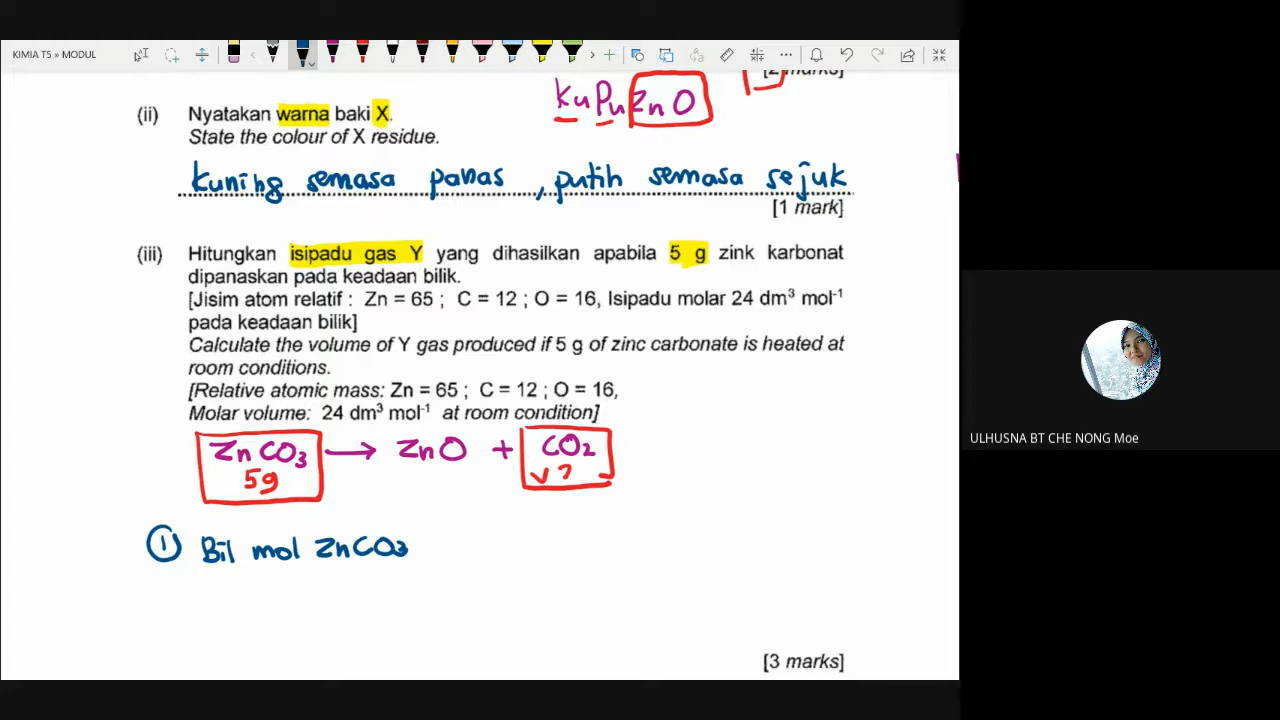 KIMIA T5 » MODUL
[2 marks]
kuPuZnO
(ii) Nyatakan warna baki X.
State the colour of X residue.
kuning semasa panas , putih semasa sejuk
[1 mark]
(iii) Hitungkan isipadu gas Y yang dihasilkan apabila 5 g zink karbonat
dipanaskan pada keadaan bilik.
[Jisim atom relatif : Zn = 65 ; C = 12 ; O = 16, Isipadu molar 24 dm³ mol⁻¹
pada keadaan bilik]
Calculate the volume of Y gas produced if 5 g of zinc carbonate is heated at
room conditions.
[Relative atomic mass: Zn = 65 ; C = 12 ; O = 16,
Molar volume: 24 dm³ mol⁻¹ at room condition]
ZnCO₃ → ZnO + CO₂
5g V?
ULHUSNA BT CHE NONG Moe
① Bil mol ZnCO₃
[3 marks]